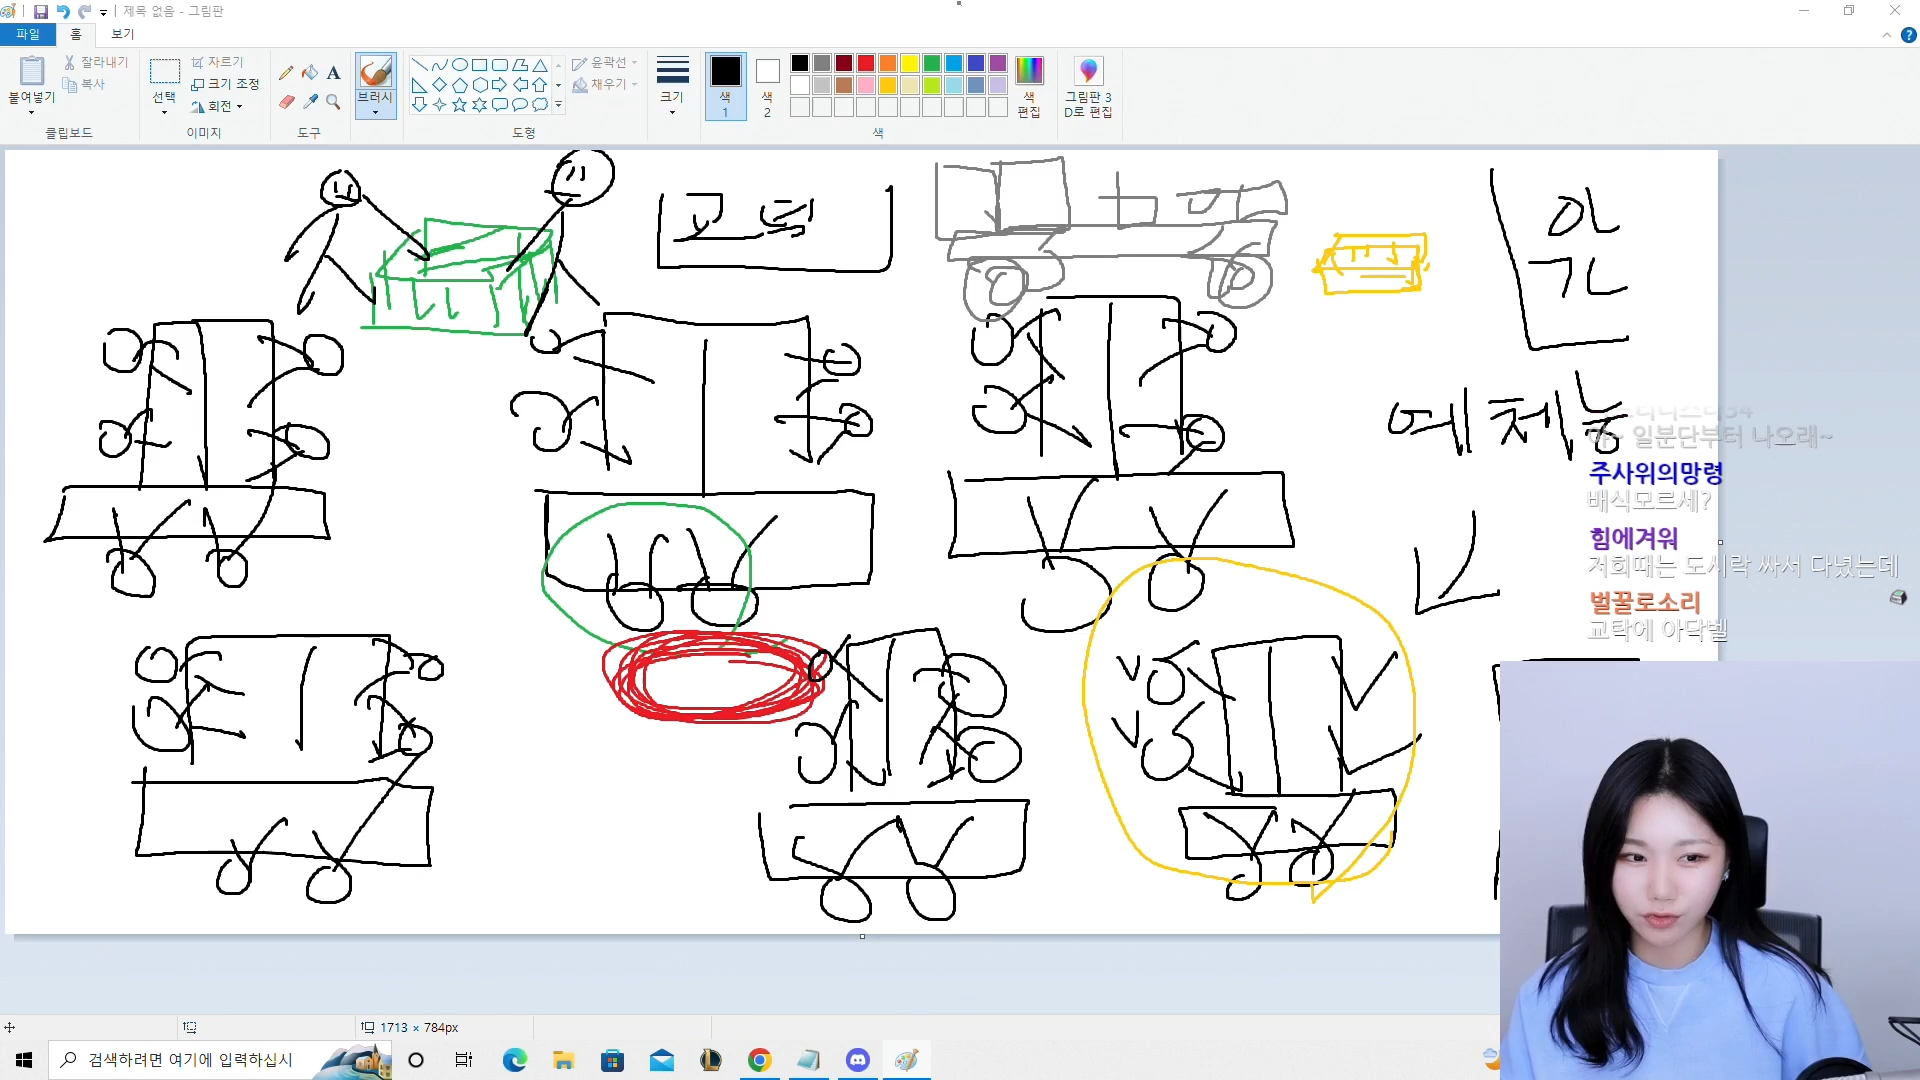 제목 없음 - 그림판
파일
홈
보기
붙여넣기
잘라내기
복사
클립보드
선택
자르기
크기 조정
회전
이미지
A
도구
브러시
도형
윤곽선
채우기
크기
색
1
색
2
색
편집
색
그림판 3
D로 편집
교탁
예체능
아~ 일분단부터 나오래~
주사위의망령
배식모르세?
힘에겨워
저희때는 도시락 싸서 다녔는데
벌꿀로소리
교탁에 아닥벨
1713 × 784px
검색하려면 여기에 입력하십시